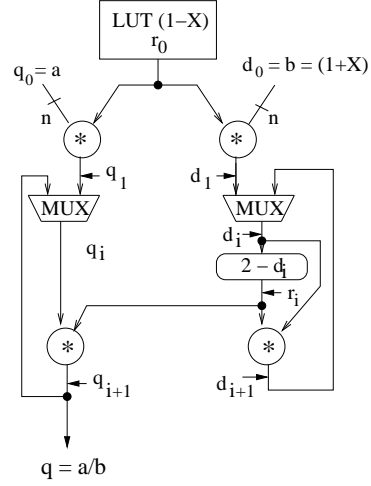 LUT (1−X)
r0
q0 = a
d0 = b = (1+X)
n
n
*
*
q1
d1
MUX
MUX
di
qi
2 − di
ri
*
*
qi+1
di+1
q = a/b